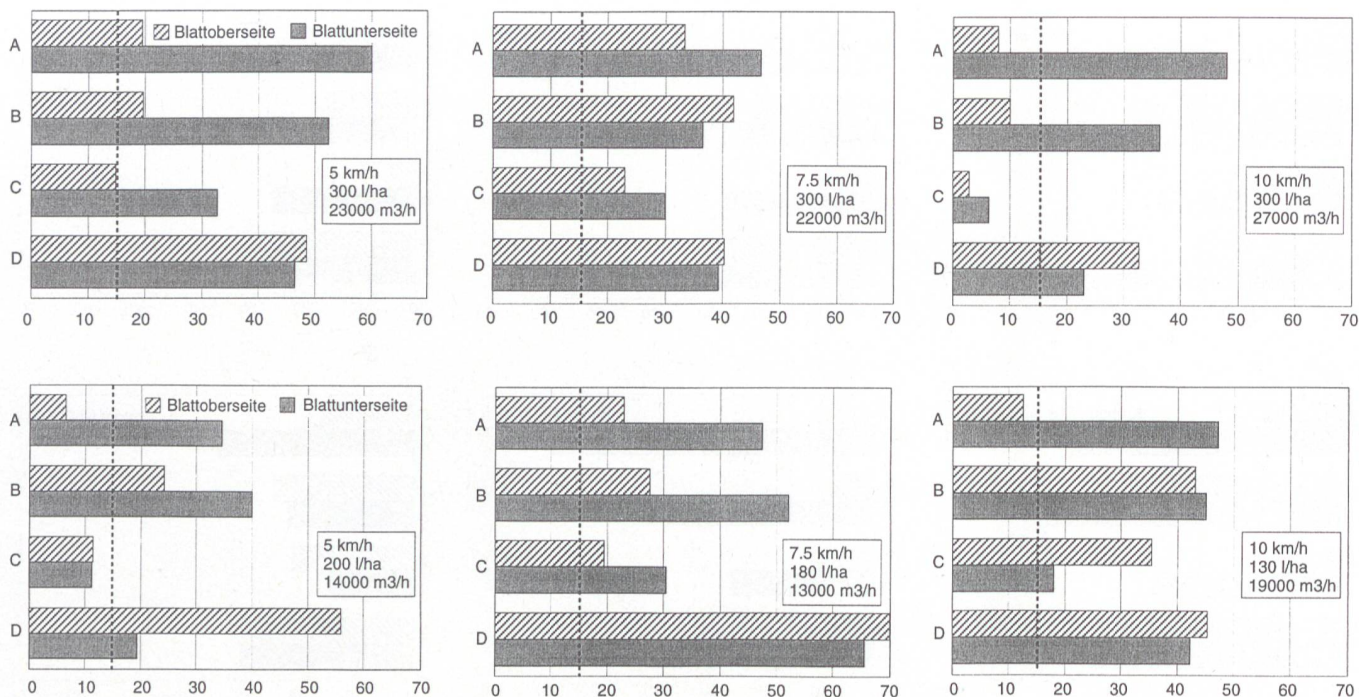 Blattoberseite Blattunterseite
A
B
C
D
5 km/h
300 l/ha
23000 m3/h
0 10 20 30 40 50 60 70
A
B
C
D
7.5 km/h
300 l/ha
22000 m3/h
0 10 20 30 40 50 60 70
A
B
C
D
10 km/h
300 l/ha
27000 m3/h
0 10 20 30 40 50 60 70
Blattoberseite Blattunterseite
A
B
C
D
5 km/h
200 l/ha
14000 m3/h
0 10 20 30 40 50 60 70
A
B
C
D
7.5 km/h
180 l/ha
13000 m3/h
0 10 20 30 40 50 60 70
A
B
C
D
10 km/h
130 l/ha
19000 m3/h
0 10 20 30 40 50 60 70